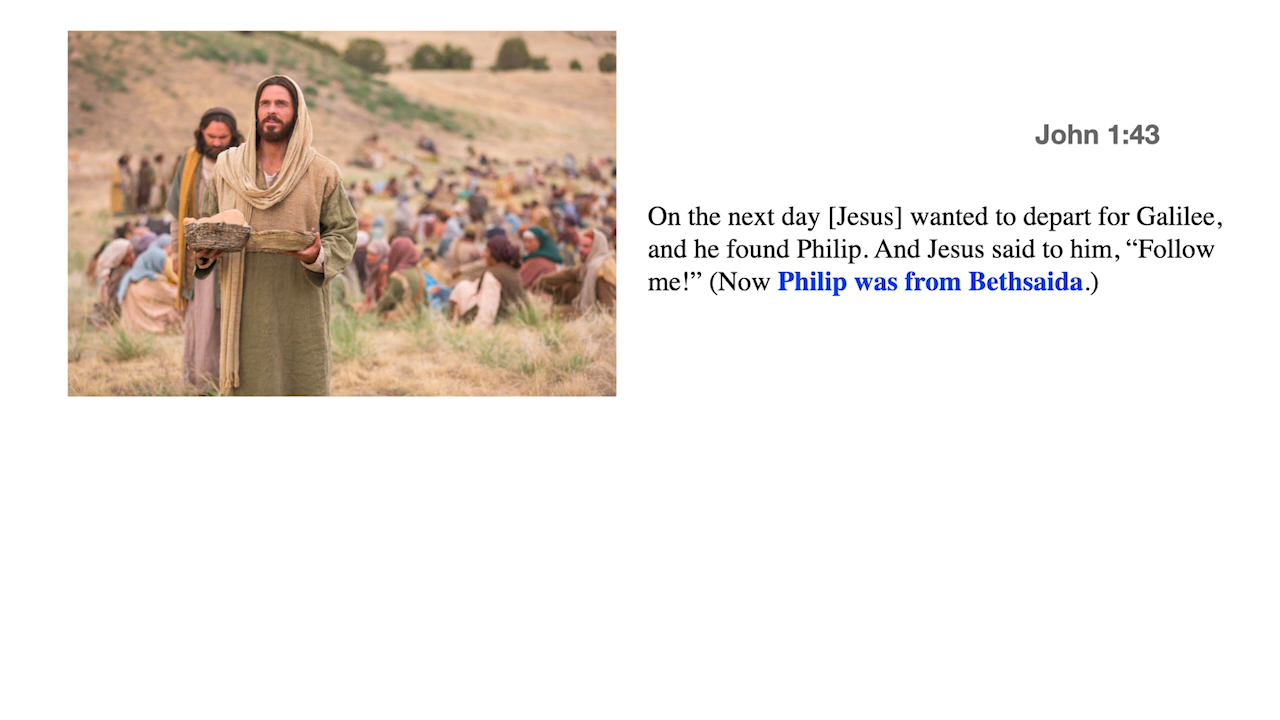 John 1:43
On the next day [Jesus] wanted to depart for Galilee,
and he found Philip. And Jesus said to him, “Follow
me!” (Now Philip was from Bethsaida.)